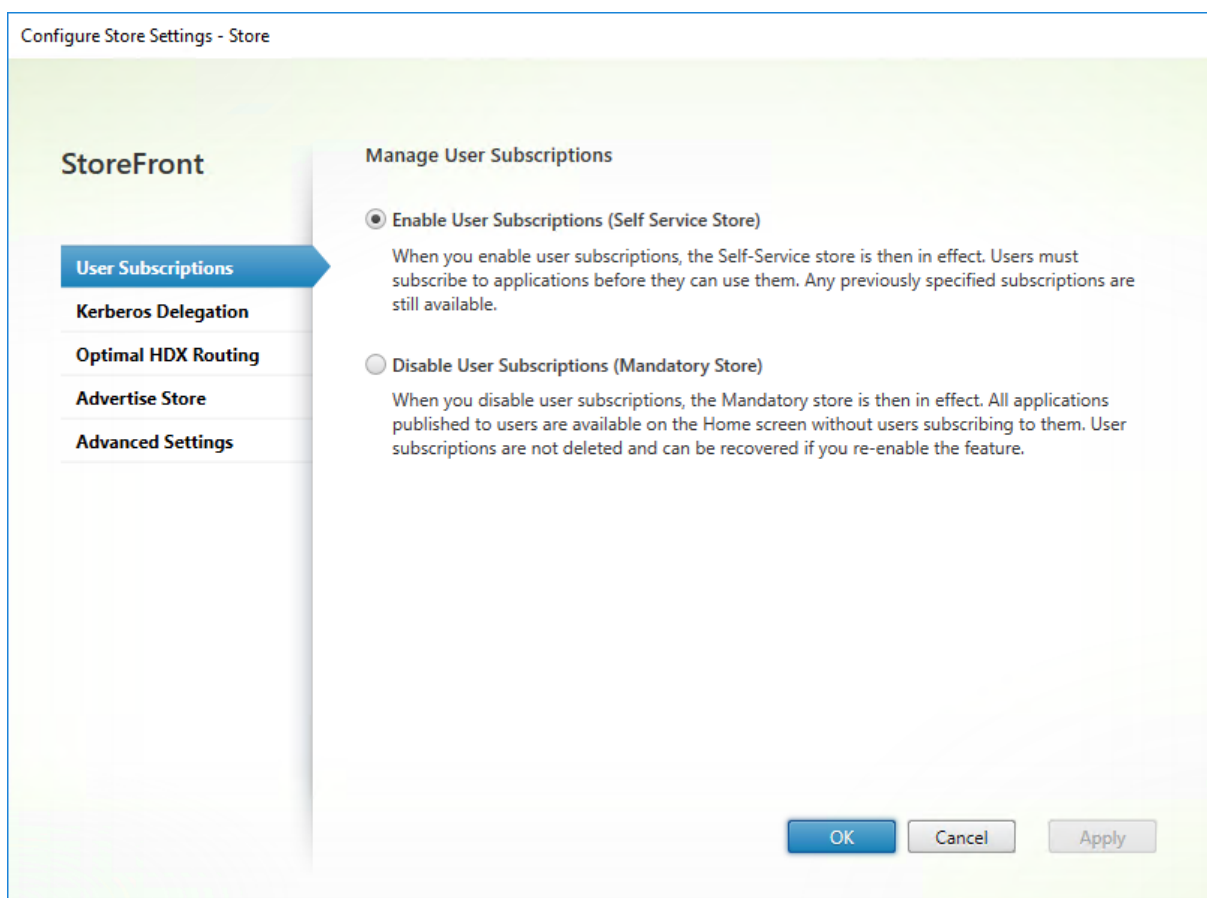 Configure Store Settings - Store
StoreFront
User Subscriptions
Kerberos Delegation
Optimal HDX Routing
Advertise Store
Advanced Settings
Manage User Subscriptions
Enable User Subscriptions (Self Service Store)
When you enable user subscriptions, the Self-Service store is then in effect. Users must
subscribe to applications before they can use them. Any previously specified subscriptions are
still available.
Disable User Subscriptions (Mandatory Store)
When you disable user subscriptions, the Mandatory store is then in effect. All applications
published to users are available on the Home screen without users subscribing to them. User
subscriptions are not deleted and can be recovered if you re-enable the feature.
OK
Cancel
Apply